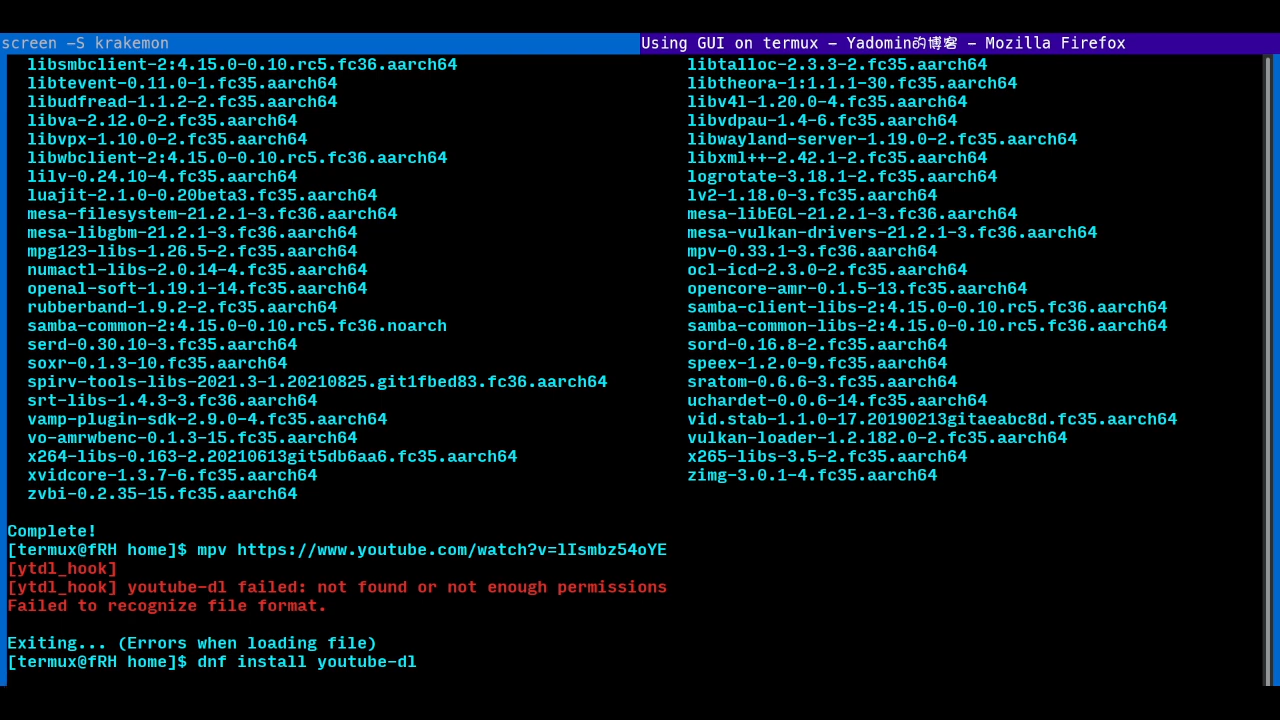 screen -S krakemon
Using GUI on termux – Yadomin的博客 – Mozilla Firefox
libsmbclient-2:4.15.0-0.10.rc5.fc36.aarch64 libtalloc-2.3.3-2.fc35.aarch64
libtevent-0.11.0-1.fc35.aarch64 libtheora-1:1.1.1-30.fc35.aarch64
libudfread-1.1.2-2.fc35.aarch64 libv4l-1.20.0-4.fc35.aarch64
libva-2.12.0-2.fc35.aarch64 libvdpau-1.4-6.fc35.aarch64
libvpx-1.10.0-2.fc35.aarch64 libwayland-server-1.19.0-2.fc35.aarch64
libwbclient-2:4.15.0-0.10.rc5.fc36.aarch64 libxml++-2.42.1-2.fc35.aarch64
lilv-0.24.10-4.fc35.aarch64 logrotate-3.18.1-2.fc35.aarch64
luajit-2.1.0-0.20beta3.fc35.aarch64 lv2-1.18.0-3.fc35.aarch64
mesa-filesystem-21.2.1-3.fc36.aarch64 mesa-libEGL-21.2.1-3.fc36.aarch64
mesa-libgbm-21.2.1-3.fc36.aarch64 mesa-vulkan-drivers-21.2.1-3.fc36.aarch64
mpg123-libs-1.26.5-2.fc35.aarch64 mpv-0.33.1-3.fc36.aarch64
numactl-libs-2.0.14-4.fc35.aarch64 ocl-icd-2.3.0-2.fc35.aarch64
openal-soft-1.19.1-14.fc35.aarch64 opencore-amr-0.1.5-13.fc35.aarch64
rubberband-1.9.2-2.fc35.aarch64 samba-client-libs-2:4.15.0-0.10.rc5.fc36.aarch64
samba-common-2:4.15.0-0.10.rc5.fc36.noarch samba-common-libs-2:4.15.0-0.10.rc5.fc36.aarch64
serd-0.30.10-3.fc35.aarch64 sord-0.16.8-2.fc35.aarch64
soxr-0.1.3-10.fc35.aarch64 speex-1.2.0-9.fc35.aarch64
spirv-tools-libs-2021.3-1.20210825.git1fbed83.fc36.aarch64 sratom-0.6.6-3.fc35.aarch64
srt-libs-1.4.3-3.fc36.aarch64 uchardet-0.0.6-14.fc35.aarch64
vamp-plugin-sdk-2.9.0-4.fc35.aarch64 vid.stab-1.1.0-17.20190213gitaeabc8d.fc35.aarch64
vo-amrwbenc-0.1.3-15.fc35.aarch64 vulkan-loader-1.2.182.0-2.fc35.aarch64
x264-libs-0.163-2.20210613git5db6aa6.fc35.aarch64 x265-libs-3.5-2.fc35.aarch64
xvidcore-1.3.7-6.fc35.aarch64 zimg-3.0.1-4.fc35.aarch64
zvbi-0.2.35-15.fc35.aarch64
Complete!
[termux@fRH home]$ mpv https://www.youtube.com/watch?v=lIsmbz54oYE
[ytdl_hook]
[ytdl_hook] youtube-dl failed: not found or not enough permissions
Failed to recognize file format.
Exiting... (Errors when loading file)
[termux@fRH home]$ dnf install youtube-dl